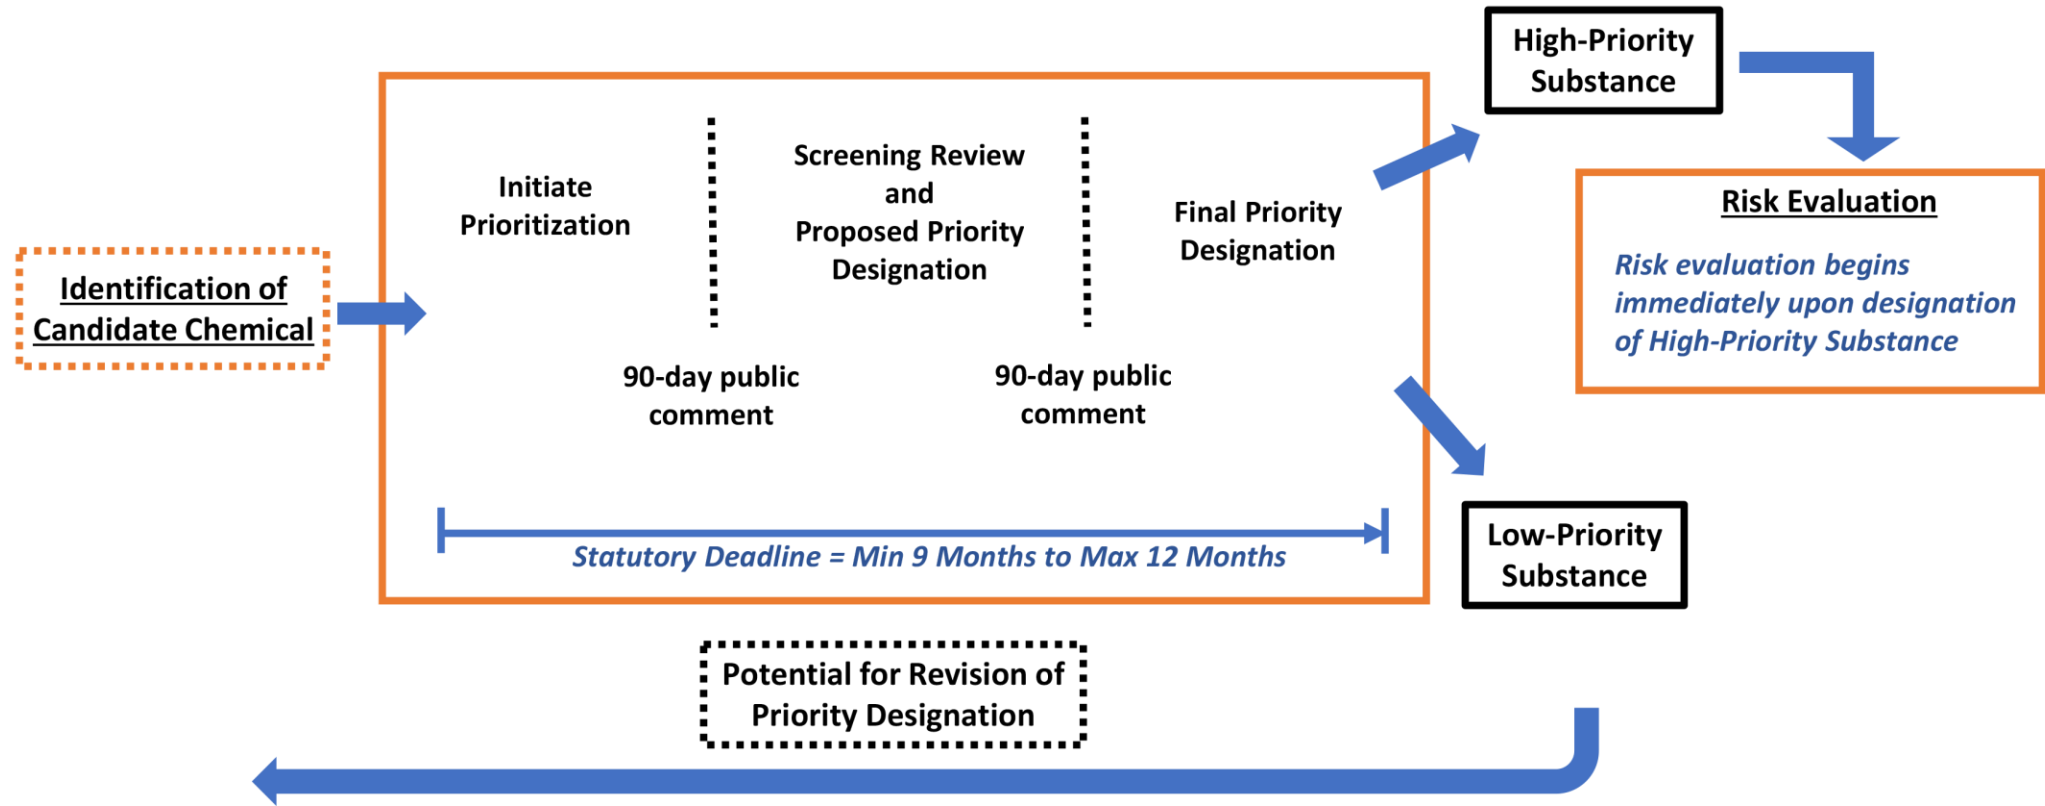 Identification of
Candidate Chemical
Initiate
Prioritization
90-day public
comment
Screening Review
and
Proposed Priority
Designation
90-day public
comment
Final Priority
Designation
Statutory Deadline = Min 9 Months to Max 12 Months
High-Priority
Substance
Risk Evaluation
Risk evaluation begins
immediately upon designation
of High-Priority Substance
Low-Priority
Substance
Potential for Revision of
Priority Designation